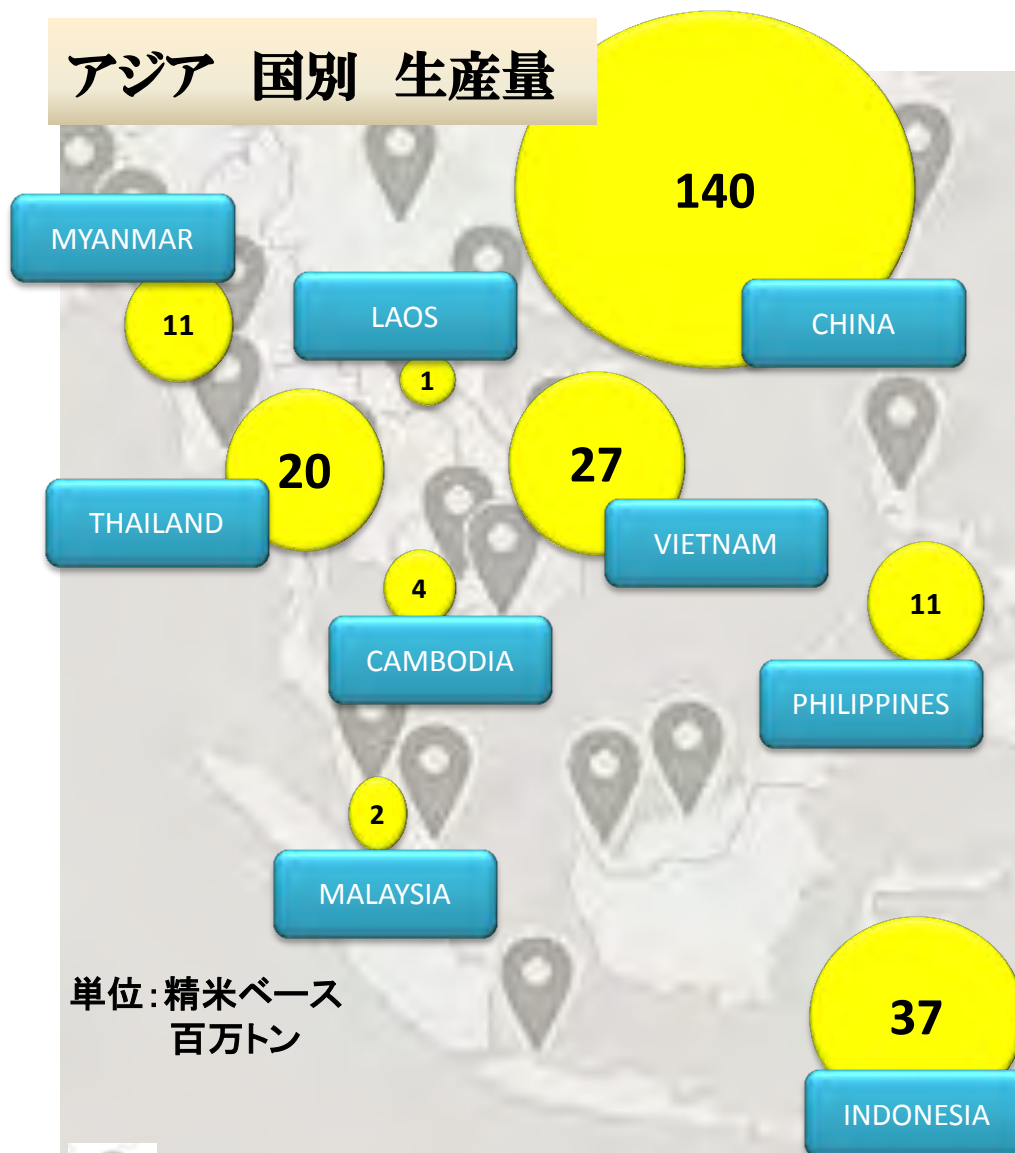 アジア　国別　生産量
140
MYANMAR
LAOS
CHINA
11
1
20
27
THAILAND
VIETNAM
4
11
CAMBODIA
PHILIPPINES
2
MALAYSIA
単位：精米ベース
百万トン
37
INDONESIA